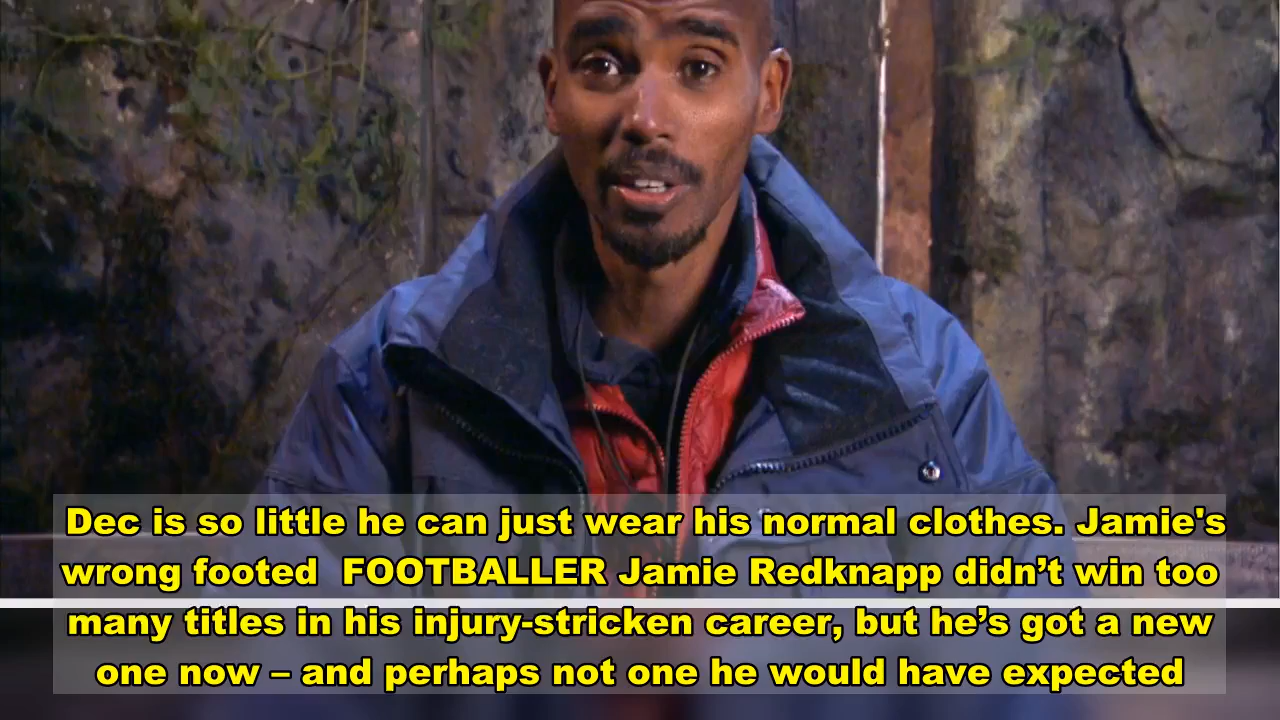 Dec is so little he can just wear his normal clothes. Jamie's
wrong footed  FOOTBALLER Jamie Redknapp didn’t win too
many titles in his injury-stricken career, but he’s got a new
one now – and perhaps not one he would have expected